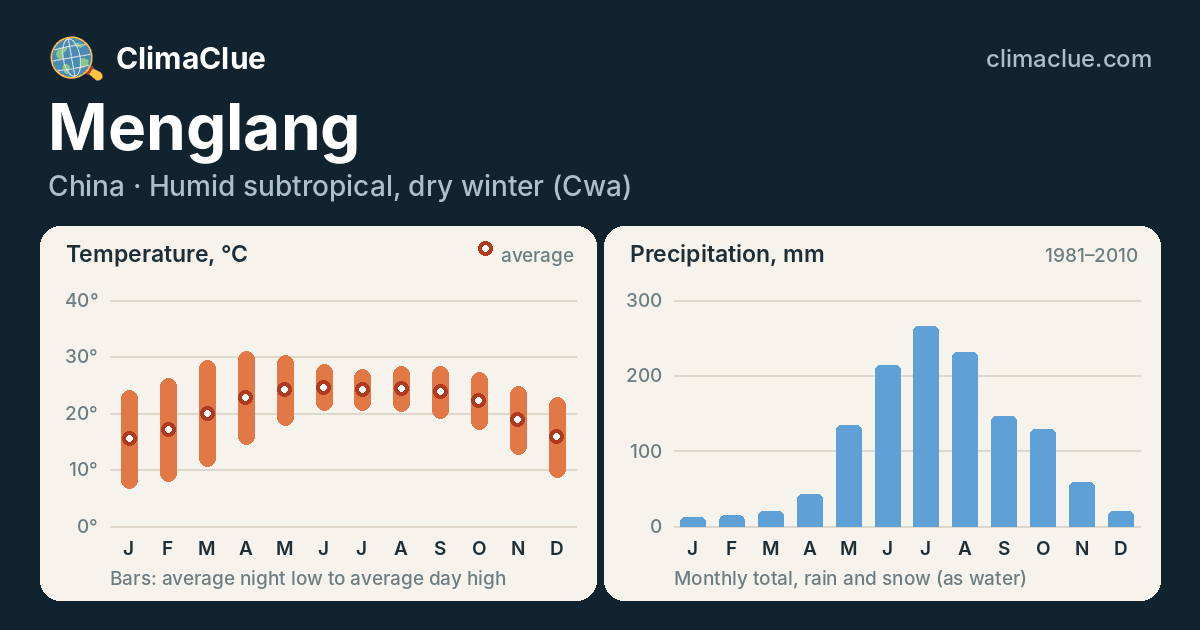 ClimaClue
climaclue.com
Menglang
China · Humid subtropical, dry winter (Cwa)
Temperature, °C
average
40°
30°
20°
10°
0°
J F M A M J J A S O N D
Bars: average night low to average day high
Precipitation, mm
1981–2010
300
200
100
0
J F M A M J J A S O N D
Monthly total, rain and snow (as water)